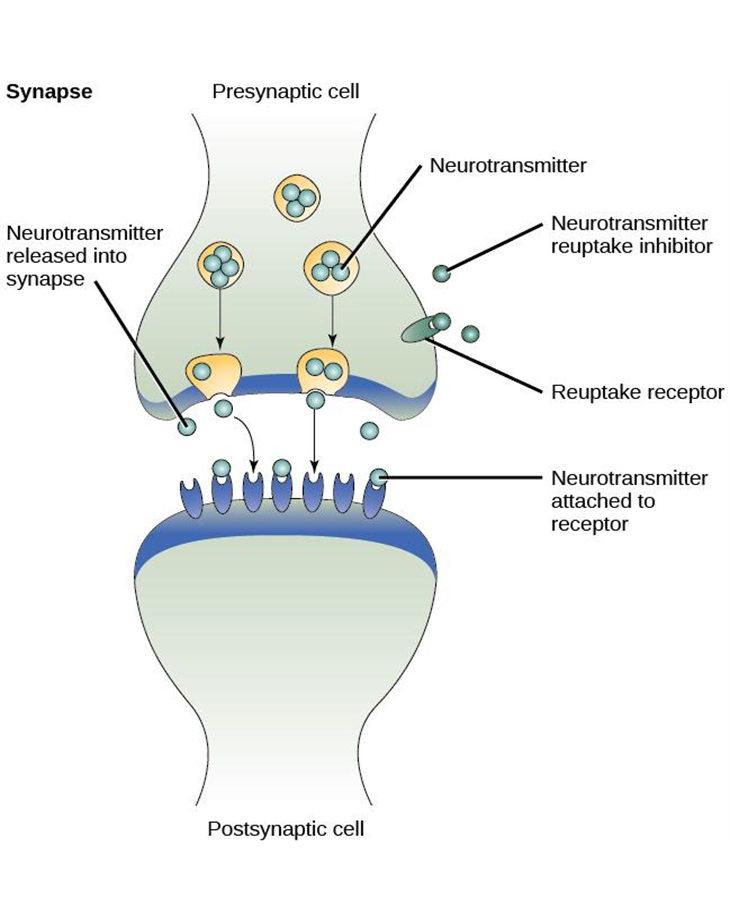 Synapse
Presynaptic cell
Neurotransmitter
Neurotransmitter
reuptake inhibitor
Neurotransmitter
released into
synapse
Reuptake receptor
Neurotransmitter
attached to
receptor
Postsynaptic cell